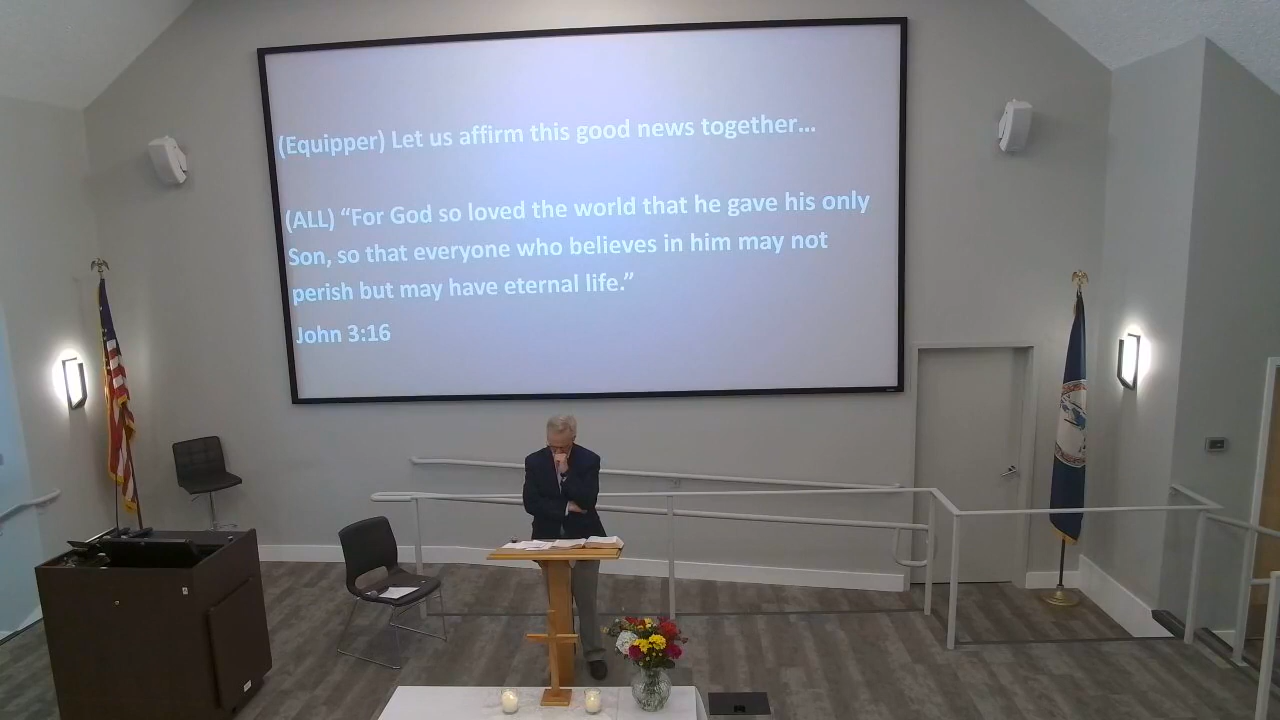 (Equipper) Let us affirm this good news together...
(ALL) “For God so loved the world that he gave his only
Son, so that everyone who believes in him may not
perish but may have eternal life.”
John 3:16